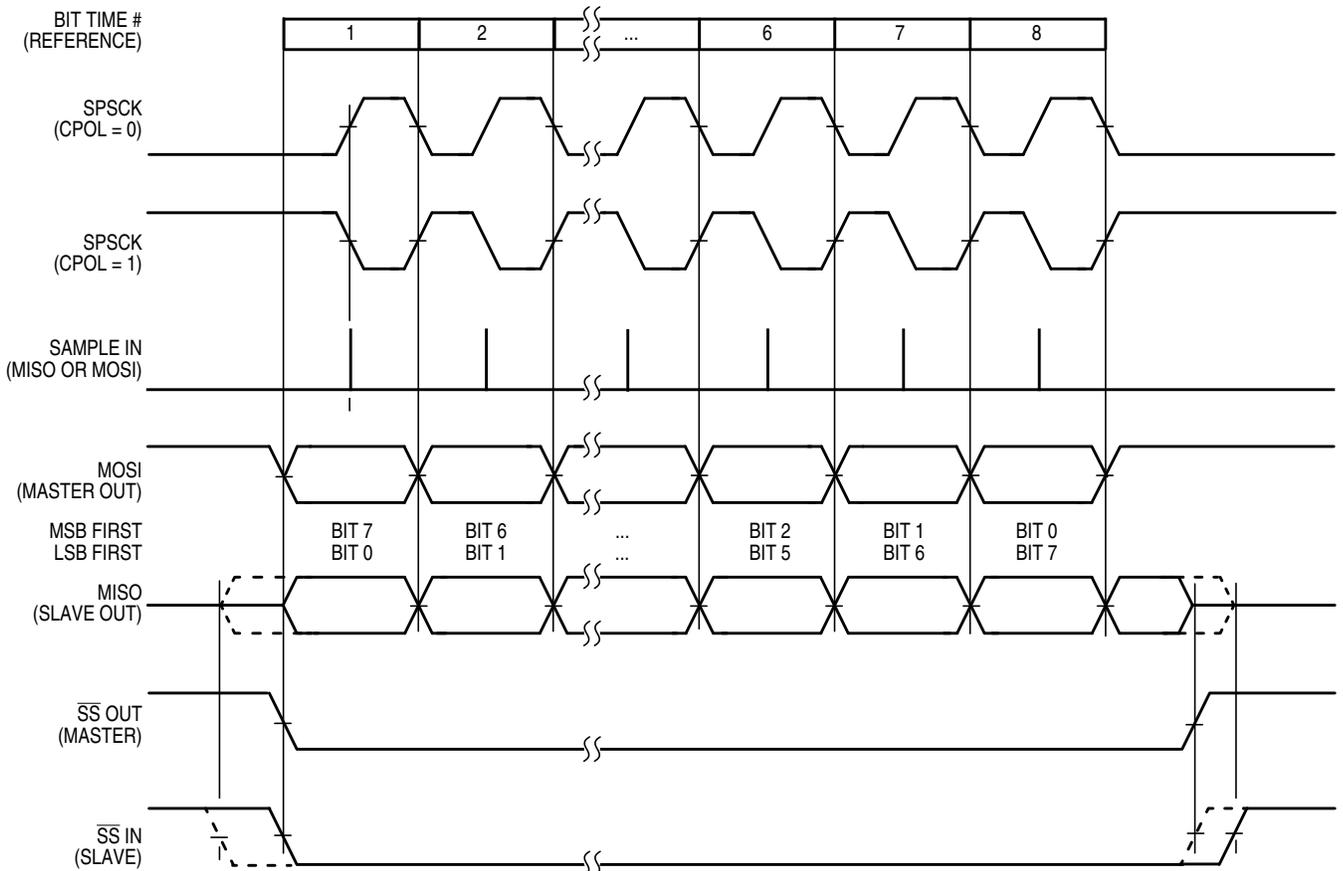 BIT TIME #
(REFERENCE)
1 2 ... 6 7 8
SPSCK
(CPOL = 0)
SPSCK
(CPOL = 1)
SAMPLE IN
(MISO OR MOSI)
MOSI
(MASTER OUT)
MSB FIRST BIT 7 BIT 6 ... BIT 2 BIT 1 BIT 0
LSB FIRST BIT 0 BIT 1 ... BIT 5 BIT 6 BIT 7
MISO
(SLAVE OUT)
S̅S̅ OUT
(MASTER)
S̅S̅ IN
(SLAVE)